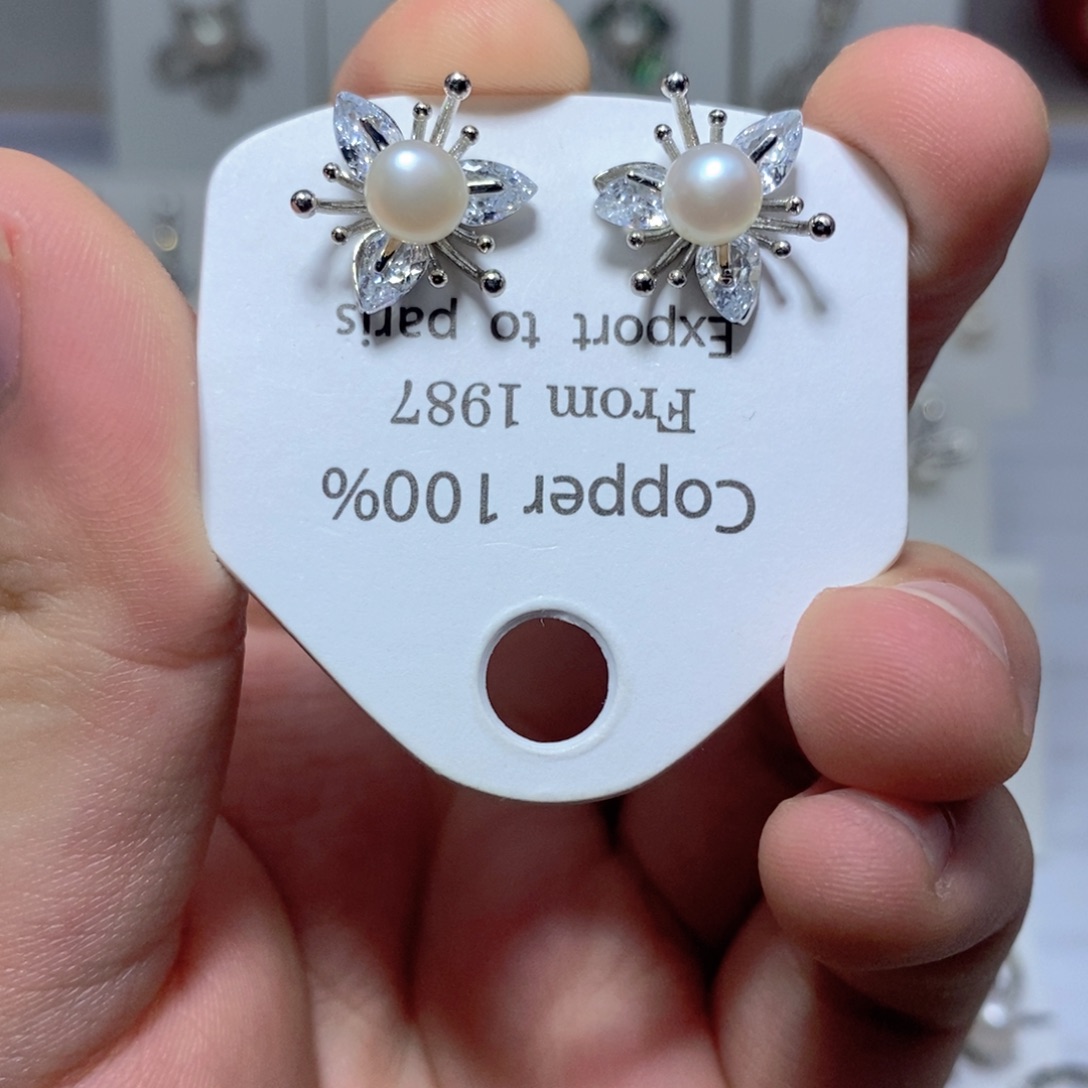 Copper 100%
From 1987
Export to paris